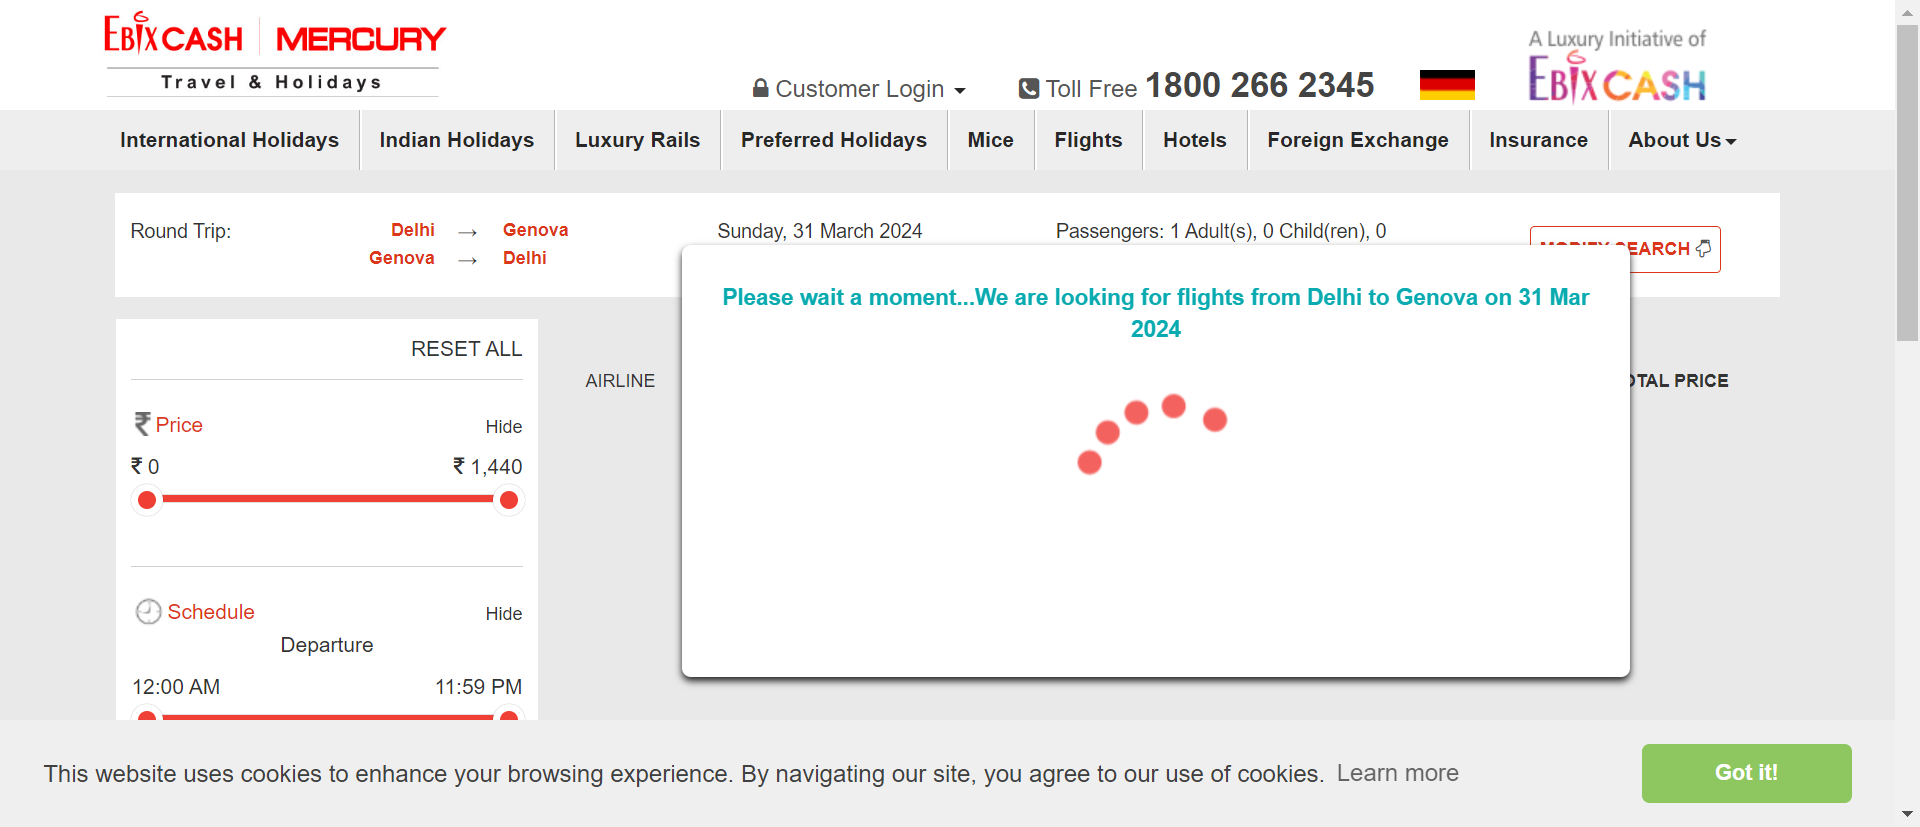 EBIXCASH MERCURY
Travel & Holidays
Customer Login
Toll Free 1800 266 2345
A Luxury Initiative of
EBIXCASH
International Holidays Indian Holidays Luxury Rails Preferred Holidays Mice Flights Hotels Foreign Exchange Insurance About Us
Round Trip: Delhi → Genova Sunday, 31 March 2024 Passengers: 1 Adult(s), 0 Child(ren), 0
Genova → Delhi
Please wait a moment...We are looking for flights from Delhi to Genova on 31 Mar
2024
RESET ALL
AIRLINE
PRICE
₹ Price Hide
₹ 0 ₹ 1,440
Schedule Hide
Departure
12:00 AM 11:59 PM
This website uses cookies to enhance your browsing experience. By navigating our site, you agree to our use of cookies. Learn more
Got it!